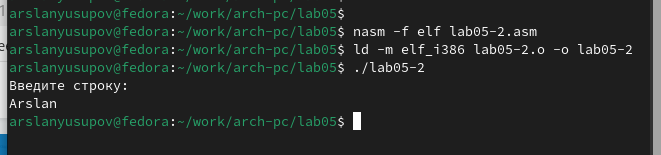 arslanyusupov@fedora:~/work/arch-pc/lab05$
arslanyusupov@fedora:~/work/arch-pc/lab05$ nasm -f elf lab05-2.asm
arslanyusupov@fedora:~/work/arch-pc/lab05$ ld -m elf_i386 lab05-2.o -o lab05-2
arslanyusupov@fedora:~/work/arch-pc/lab05$ ./lab05-2
Введите строку:
Arslan
arslanyusupov@fedora:~/work/arch-pc/lab05$